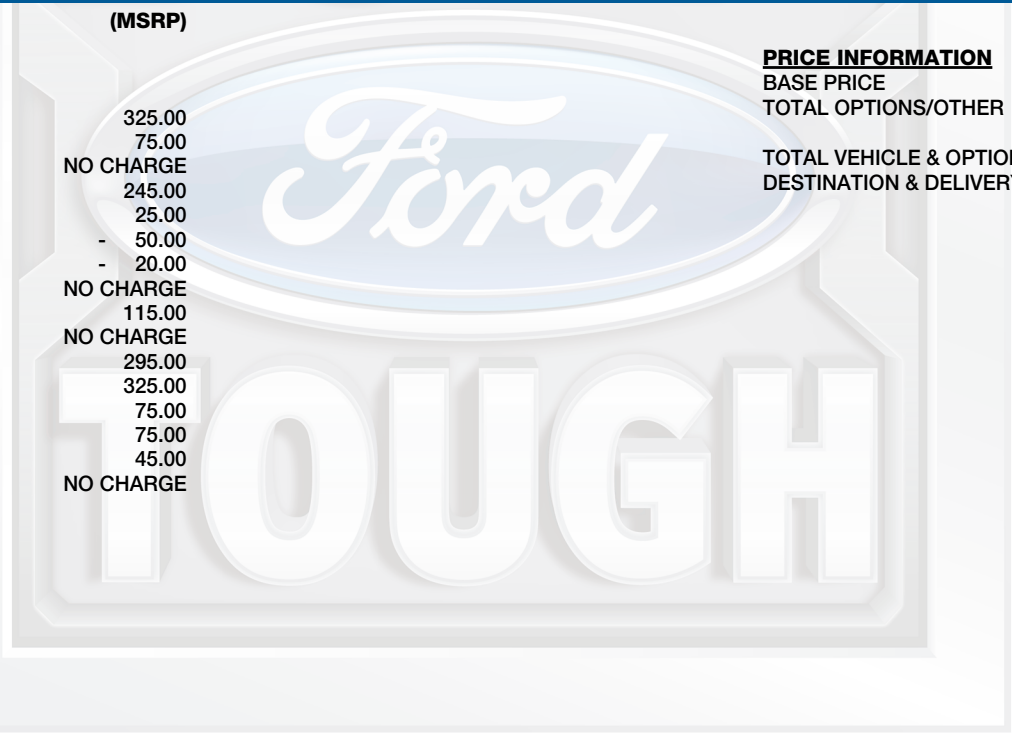 (MSRP)
325.00
75.00
NO CHARGE
245.00
25.00
- 50.00
- 20.00
NO CHARGE
115.00
NO CHARGE
295.00
325.00
75.00
75.00
45.00
NO CHARGE
PRICE INFORMATION
BASE PRICE
TOTAL OPTIONS/OTHER
TOTAL VEHICLE & OPTION
DESTINATION & DELIVERY
Ford
TOUGH